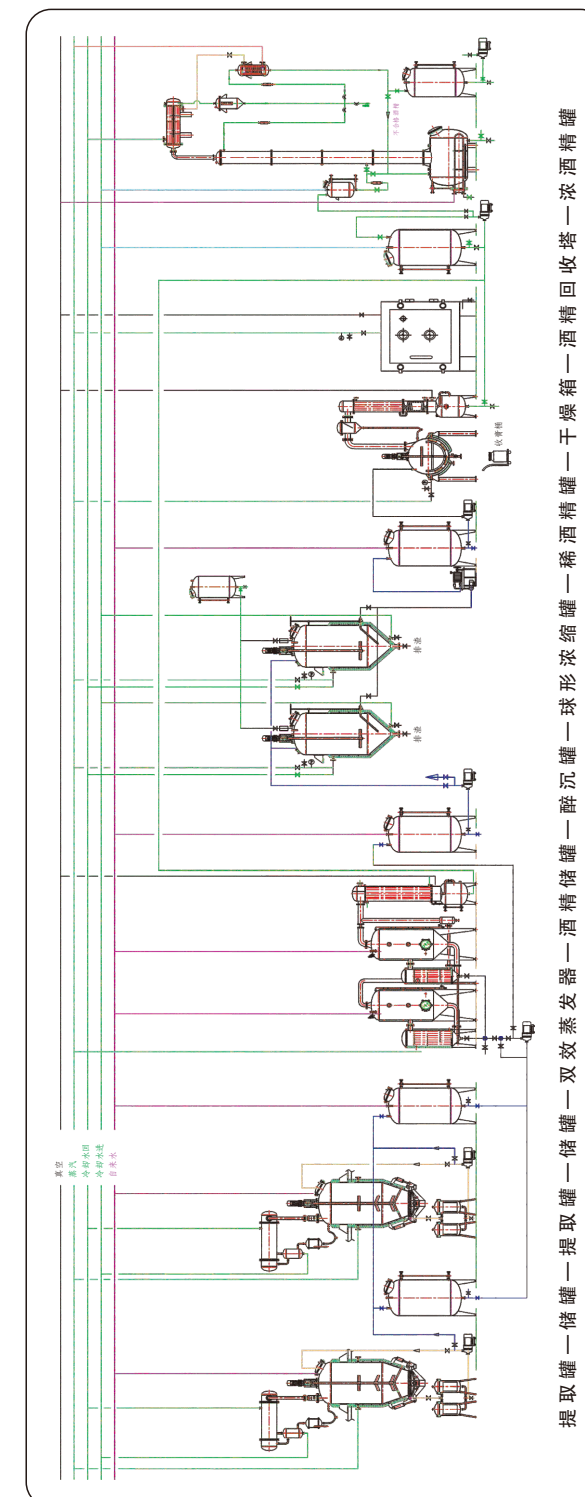 真空
蒸汽
冷却水回
冷却水进
自来水
排渣
排渣
收膏桶
提取罐—储罐—提取罐—储罐—双效蒸发器—酒精储罐—醇沉罐—球形浓缩罐—稀酒精罐—干燥箱—酒精回收塔—浓酒精罐